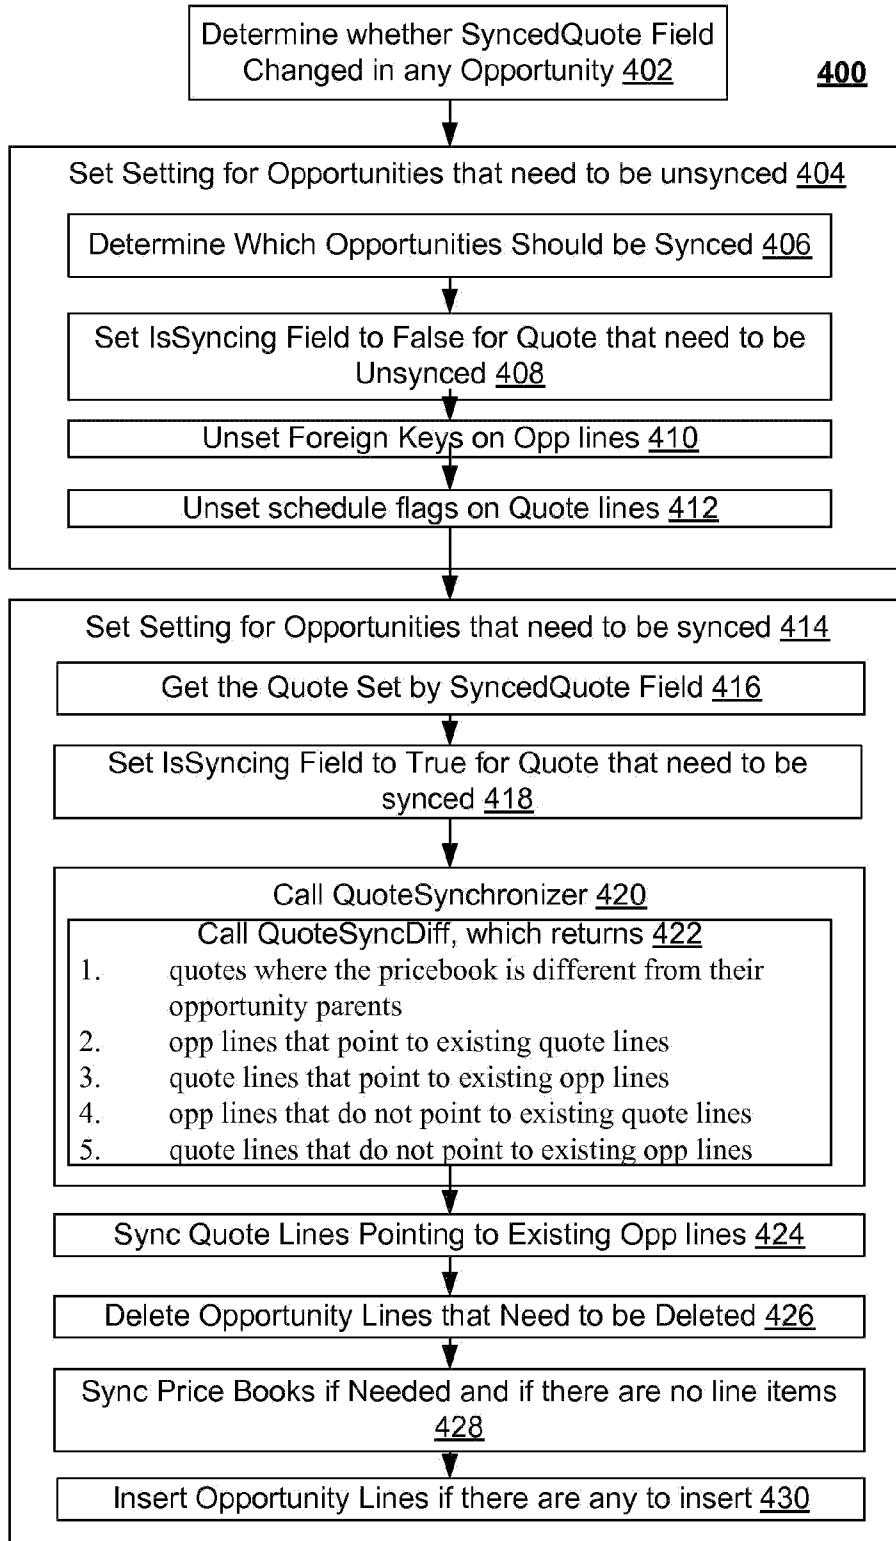 Determine whether SyncedQuote Field
Changed in any Opportunity 402
400
Set Setting for Opportunities that need to be unsynced 404
Determine Which Opportunities Should be Synced 406
Set IsSyncing Field to False for Quote that need to be
Unsynced 408
Unset Foreign Keys on Opp lines 410
Unset schedule flags on Quote lines 412
Set Setting for Opportunities that need to be synced 414
Get the Quote Set by SyncedQuote Field 416
Set IsSyncing Field to True for Quote that need to be
synced 418
Call QuoteSynchronizer 420
Call QuoteSyncDiff, which returns 422
1. quotes where the pricebook is different from their
opportunity parents
2. opp lines that point to existing quote lines
3. quote lines that point to existing opp lines
4. opp lines that do not point to existing quote lines
5. quote lines that do not point to existing opp lines
Sync Quote Lines Pointing to Existing Opp lines 424
Delete Opportunity Lines that Need to be Deleted 426
Sync Price Books if Needed and if there are no line items
428
Insert Opportunity Lines if there are any to insert 430